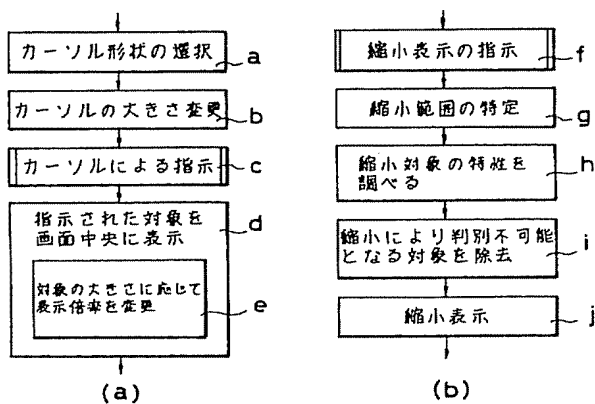 カーソル形状の選択
a
カーソルの大きさ変更
b
カーソルによる指示
c
指示された対象を
画面中央に表示
d
対象の大きさに応じて
表示倍率を変更
e
(a)
縮小表示の指示
f
縮小範囲の特定
g
縮小対象の特性を
調べる
h
縮小により判別不可能
となる対象を除去
i
縮小表示
j
(b)